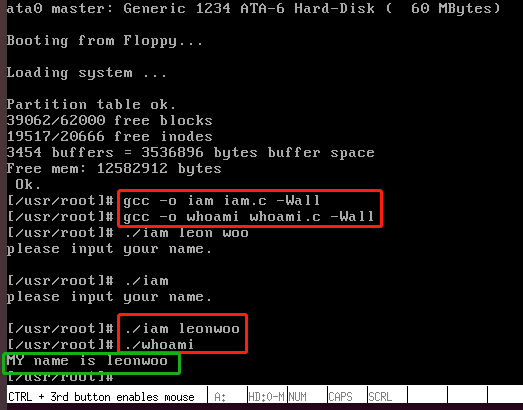 ata0 master: Generic 1234 ATA-6 Hard-Disk (  60 MBytes)
Booting from Floppy...
Loading system ...
Partition table ok.
39062/62000 free blocks
19517/20666 free inodes
3454 buffers = 3536896 bytes buffer space
Free mem: 12582912 bytes
 Ok.
[/usr/root]# gcc -o iam iam.c -Wall
[/usr/root]# gcc -o whoami whoami.c -Wall
[/usr/root]# ./iam leon woo
please input your name.
[/usr/root]# ./iam
please input your name.
[/usr/root]# ./iam leonwoo
[/usr/root]# ./whoami
MY name is leonwoo
[/usr/root]#
CTRL + 3rd button enables mouse A: HD:0-M NUM CAPS SCRL